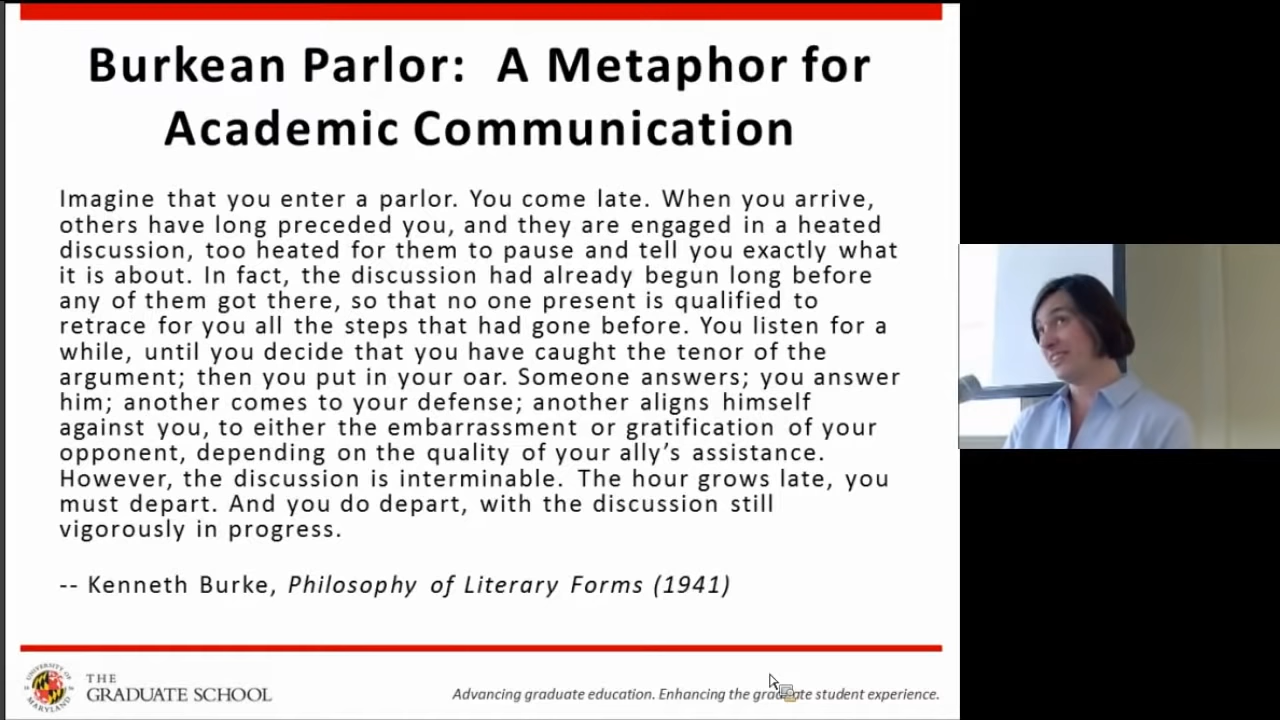 Burkean Parlor: A Metaphor for
Academic Communication
Imagine that you enter a parlor. You come late. When you arrive,
others have long preceded you, and they are engaged in a heated
discussion, too heated for them to pause and tell you exactly what
it is about. In fact, the discussion had already begun long before
any of them got there, so that no one present is qualified to
retrace for you all the steps that had gone before. You listen for a
while, until you decide that you have caught the tenor of the
argument; then you put in your oar. Someone answers; you answer
him; another comes to your defense; another aligns himself
against you, to either the embarrassment or gratification of your
opponent, depending on the quality of your ally’s assistance.
However, the discussion is interminable. The hour grows late, you
must depart. And you do depart, with the discussion still
vigorously in progress.
-- Kenneth Burke, Philosophy of Literary Forms (1941)
UNIVERSITY OF
MARYLAND
THE
GRADUATE SCHOOL
Advancing graduate education. Enhancing the graduate student experience.